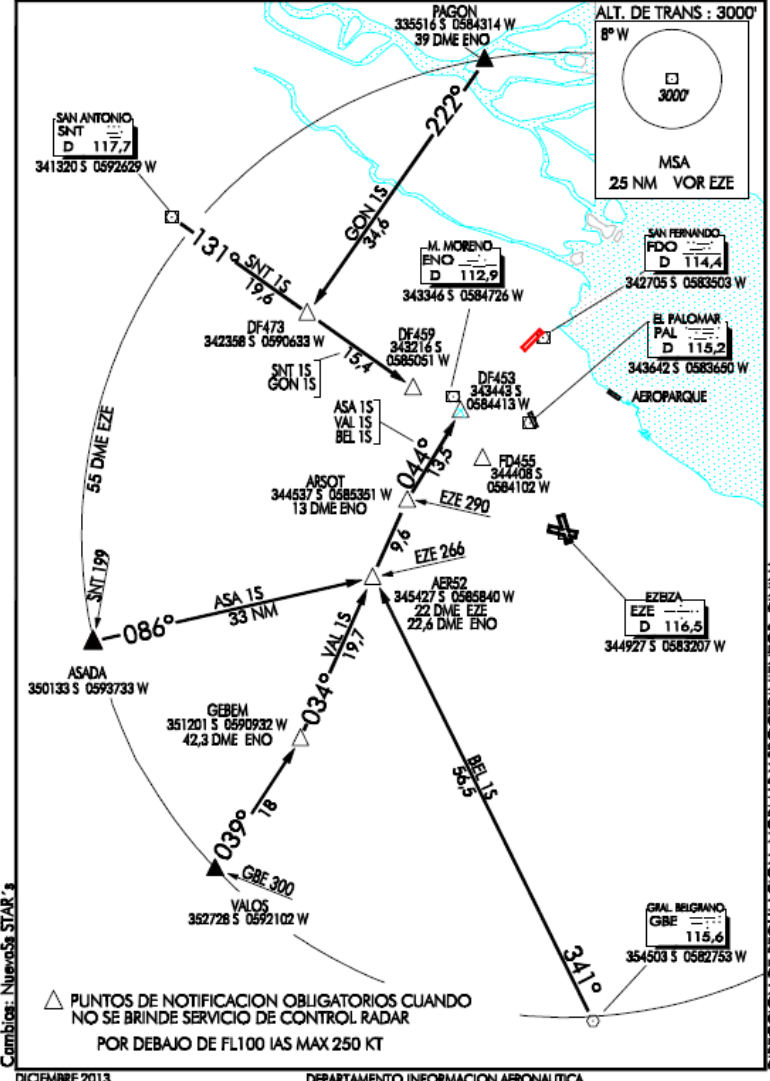 PAGON
335516 S 0584314 W
39 DME ENO
ALT. DE TRANS : 3000'
8° W
3000'
MSA
25 NM VOR EZE
222°
GON 1S
34,6
SAN ANTONIO
SNT
D 117,7
341320 S 0592629 W
131°
SNT 1S
19,6
M. MORENO
ENO
D 112,9
343346 S 0584726 W
SAN FERNANDO
FDO
D 114,4
342705 S 0583503 W
EL PALOMAR
PAL
D 115,2
343642 S 0583650 W
AEROPARQUE
DF473
342358 S 0590633 W
SNT 1S
GON 1S
15,4
DF459
343216 S
0585051 W
DF453
343443 S
0584413 W
ASA 1S
VAL 1S
BEL 1S
044°
13,5
FD455
344408 S
0584102 W
ARSOT
344537 S 0585351 W
13 DME ENO
EZE 290
9,6
EZE 266
55 DME EZE
SNT 199
AER52
345427 S 0585840 W
22 DME EZE
22,6 DME ENO
EZEIZA
EZE
D 116,5
344927 S 0583207 W
086°
ASA 1S
33 NM
ASADA
350133 S 0593733 W
VAL 1S
19,7
034°
GEBEM
351201 S 0590932 W
42,3 DME ENO
039°
18
GBE 300
VALOS
352728 S 0592102 W
BEL 1S
56,5
341°
GRAL. BELGRANO
GBE
115,6
354503 S 0582753 W
PUNTOS DE NOTIFICACION OBLIGATORIOS CUANDO
NO SE BRINDE SERVICIO DE CONTROL RADAR
POR DEBAJO DE FL100 IAS MAX 250 KT
Cambios: NuevaSs STAR´s
DICIEMBRE 2013
DEPARTAMENTO INFORMACION AERONAUTICA